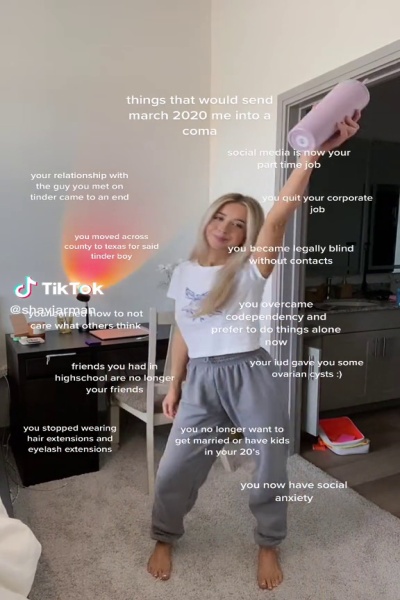 things that would send
march 2020 me into a
coma
social media is now your
part time job
your relationship with
the guy you met on
tinder came to an end
you quit your corporate
job
you moved across
county to texas for said
tinder boy
you became legally blind
without contacts
TikTok
@shaylarman
you learned how to not
care what others think
you overcame
codependency and
prefer to do things alone
now
friends you had in
highschool are no longer
your friends
your iud gave you some
ovarian cysts :)
you stopped wearing
hair extensions and
eyelash extensions
you no longer want to
get married or have kids
in your 20's
you now have social
anxiety